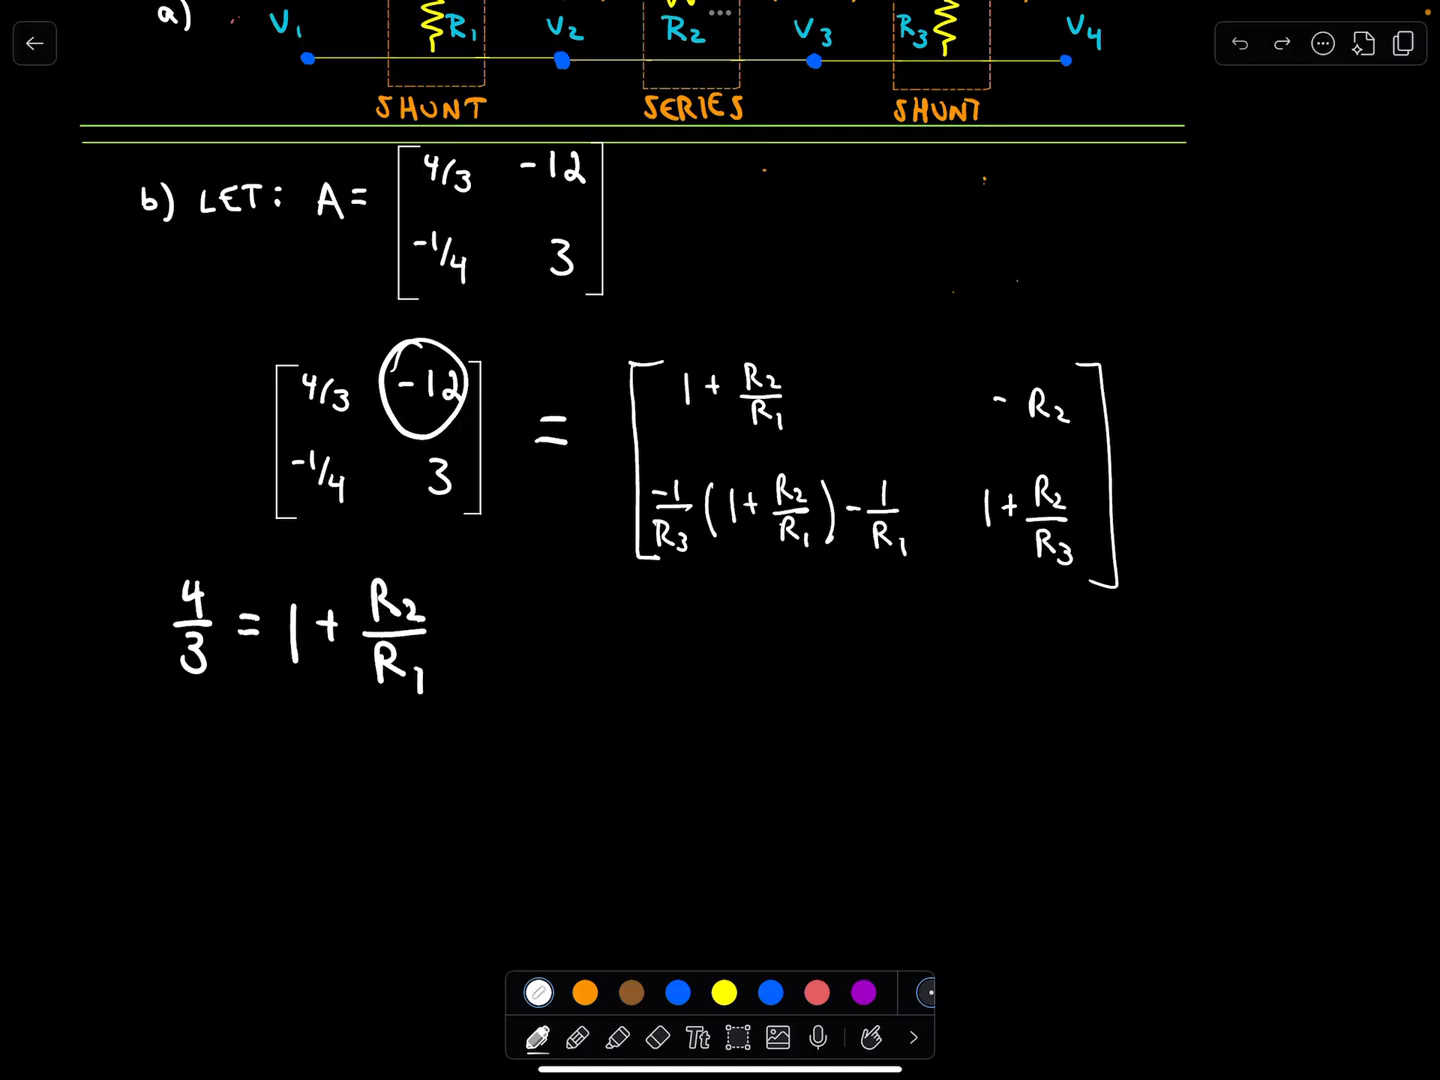 a)
V1 R1 V2 R2 V3 R3 V4
SHUNT SERIES SHUNT
b) LET: A = [ 4/3 -12
-1/4 3 ]
[ 4/3 -12 = [ 1 + R2/R1 - R2
-1/4 3 ] -1/R3 (1 + R2/R1) - 1/R1 1 + R2/R3 ]
4/3 = 1 + R2/R1
Tt